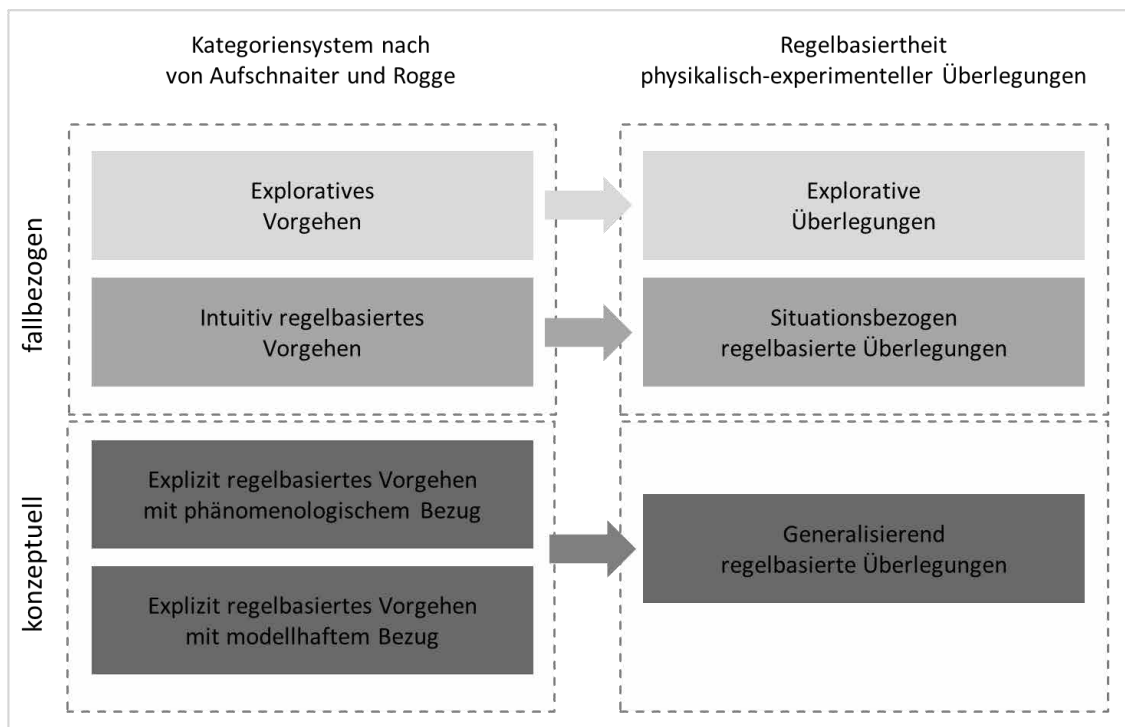 Kategoriensystem nach
von Aufschnaiter und Rogge
Regelbasiertheit
physikalisch-experimenteller Überlegungen
fallbezogen
Exploratives
Vorgehen
Explorative
Überlegungen
Intuitiv regelbasiertes
Vorgehen
Situationsbezogen
regelbasierte Überlegungen
konzeptuell
Explizit regelbasiertes Vorgehen
mit phänomenologischem Bezug
Explizit regelbasiertes Vorgehen
mit modellhaftem Bezug
Generalisierend
regelbasierte Überlegungen